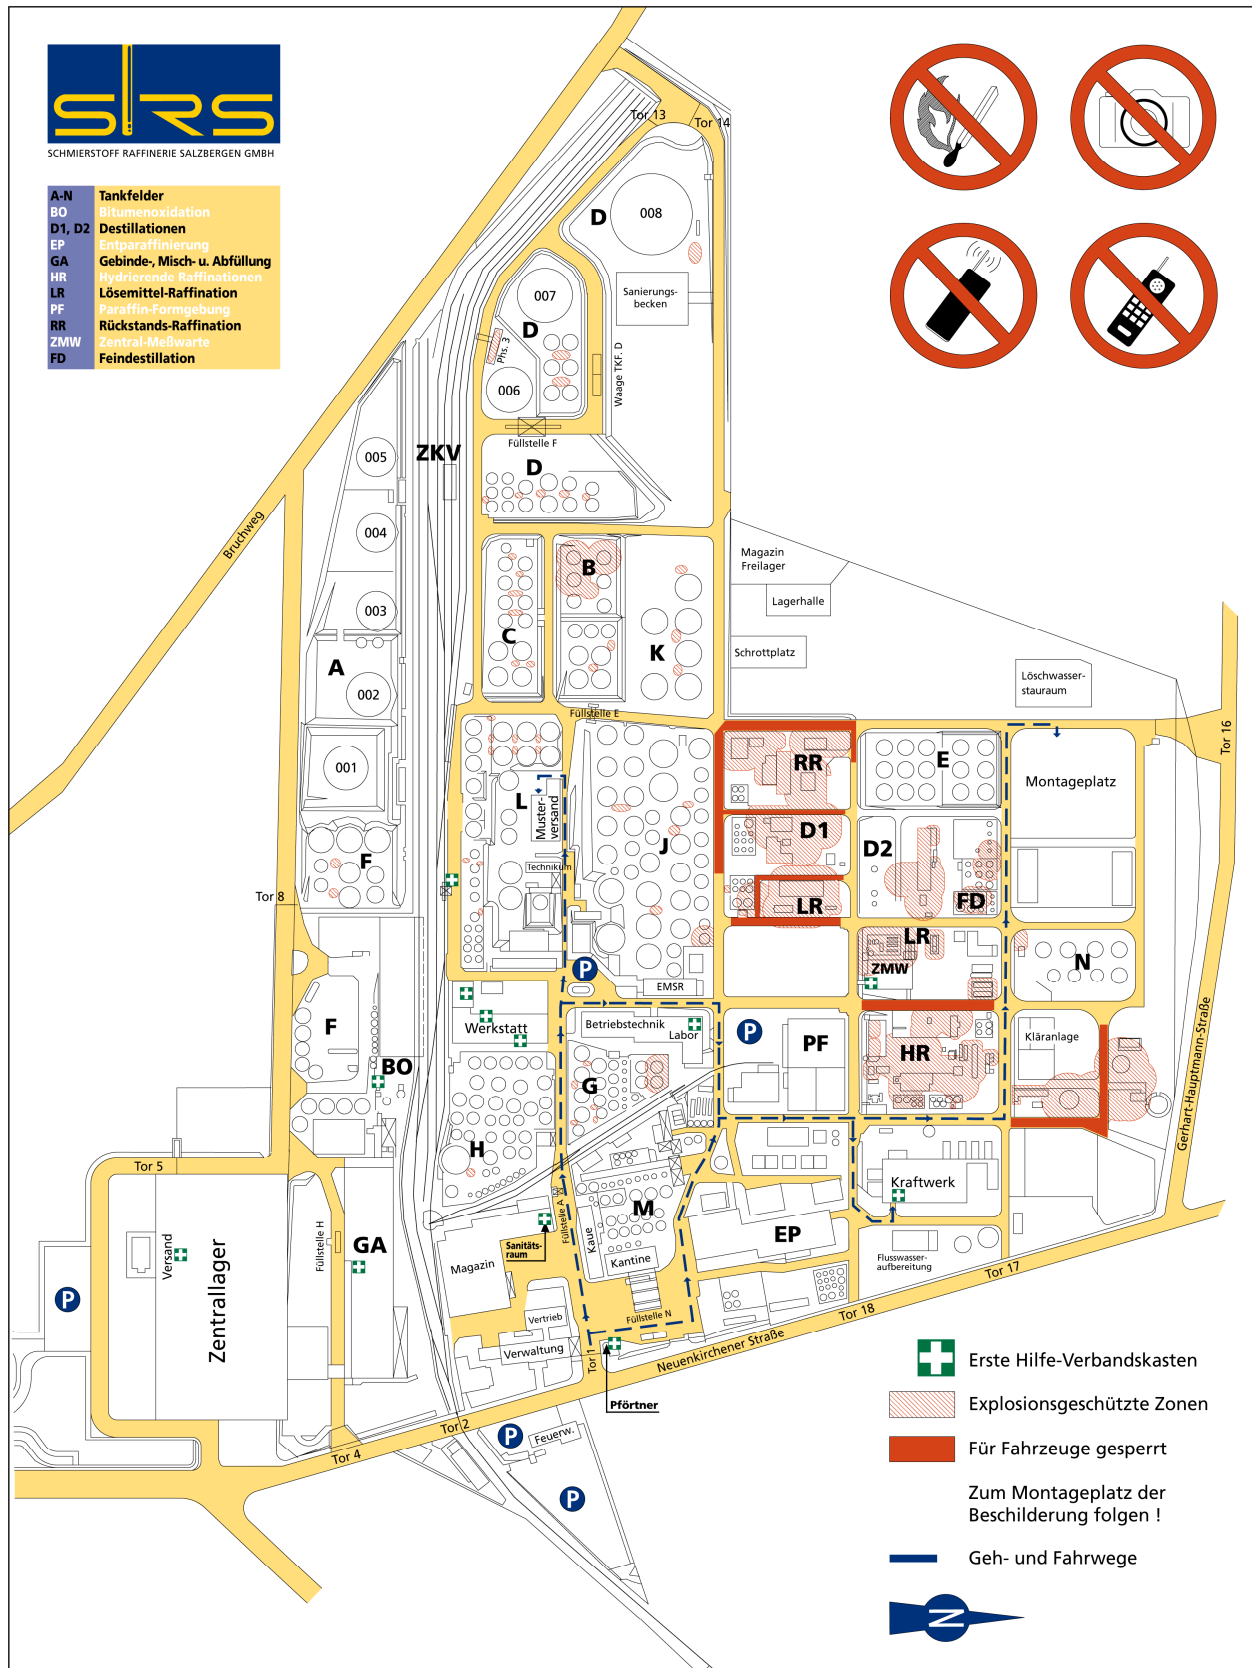 SRS
SCHMIERSTOFF RAFFINERIE SALZBERGEN GMBH
A-N Tankfelder
BO Bitumenoxidation
D1, D2 Destillationen
EP Entparaffinierung
GA Gebinde-, Misch- u. Abfüllung
HR Hydrierende Raffinationen
LR Lösemittel-Raffination
PF Paraffin-Formgebung
RR Rückstands-Raffination
ZMW Zentral-Meßwarte
FD Feindestillation
Tor 13
Tor 14
D
008
Sanierungs-
becken
007
D
Phs. 3
006
Waage TKF. D
Füllstelle F
ZKV
D
005
004
003
Bruchweg
A
002
001
F
Tor 8
B
C
K
Magazin
Freilager
Lagerhalle
Schrottplatz
Löschwasser-
stauraum
Tor 16
Füllstelle E
L
Muster-
versand
Technikum
J
RR
E
Montageplatz
D1
D2
LR
FD
LR
ZMW
N
P
EMSR
F
BO
Werkstatt
Betriebstechnik
Labor
P
PF
HR
Kläranlage
Gerhart-Hauptmann-Straße
G
H
Tor 5
Füllstelle A
M
Kaue
Kantine
Kraftwerk
EP
Flusswasser-
aufbereitung
Tor 17
Tor 18
Füllstelle H
GA
Versand
Zentrallager
P
Magazin
Sanitäts-
raum
Vertrieb
Verwaltung
Füllstelle N
Tor 1
Neuenkirchener Straße
Pförtner
Tor 2
Tor 4
P
Feuerw.
P
Erste Hilfe-Verbandskasten
Explosionsgeschützte Zonen
Für Fahrzeuge gesperrt
Zum Montageplatz der
Beschilderung folgen !
Geh- und Fahrwege
N